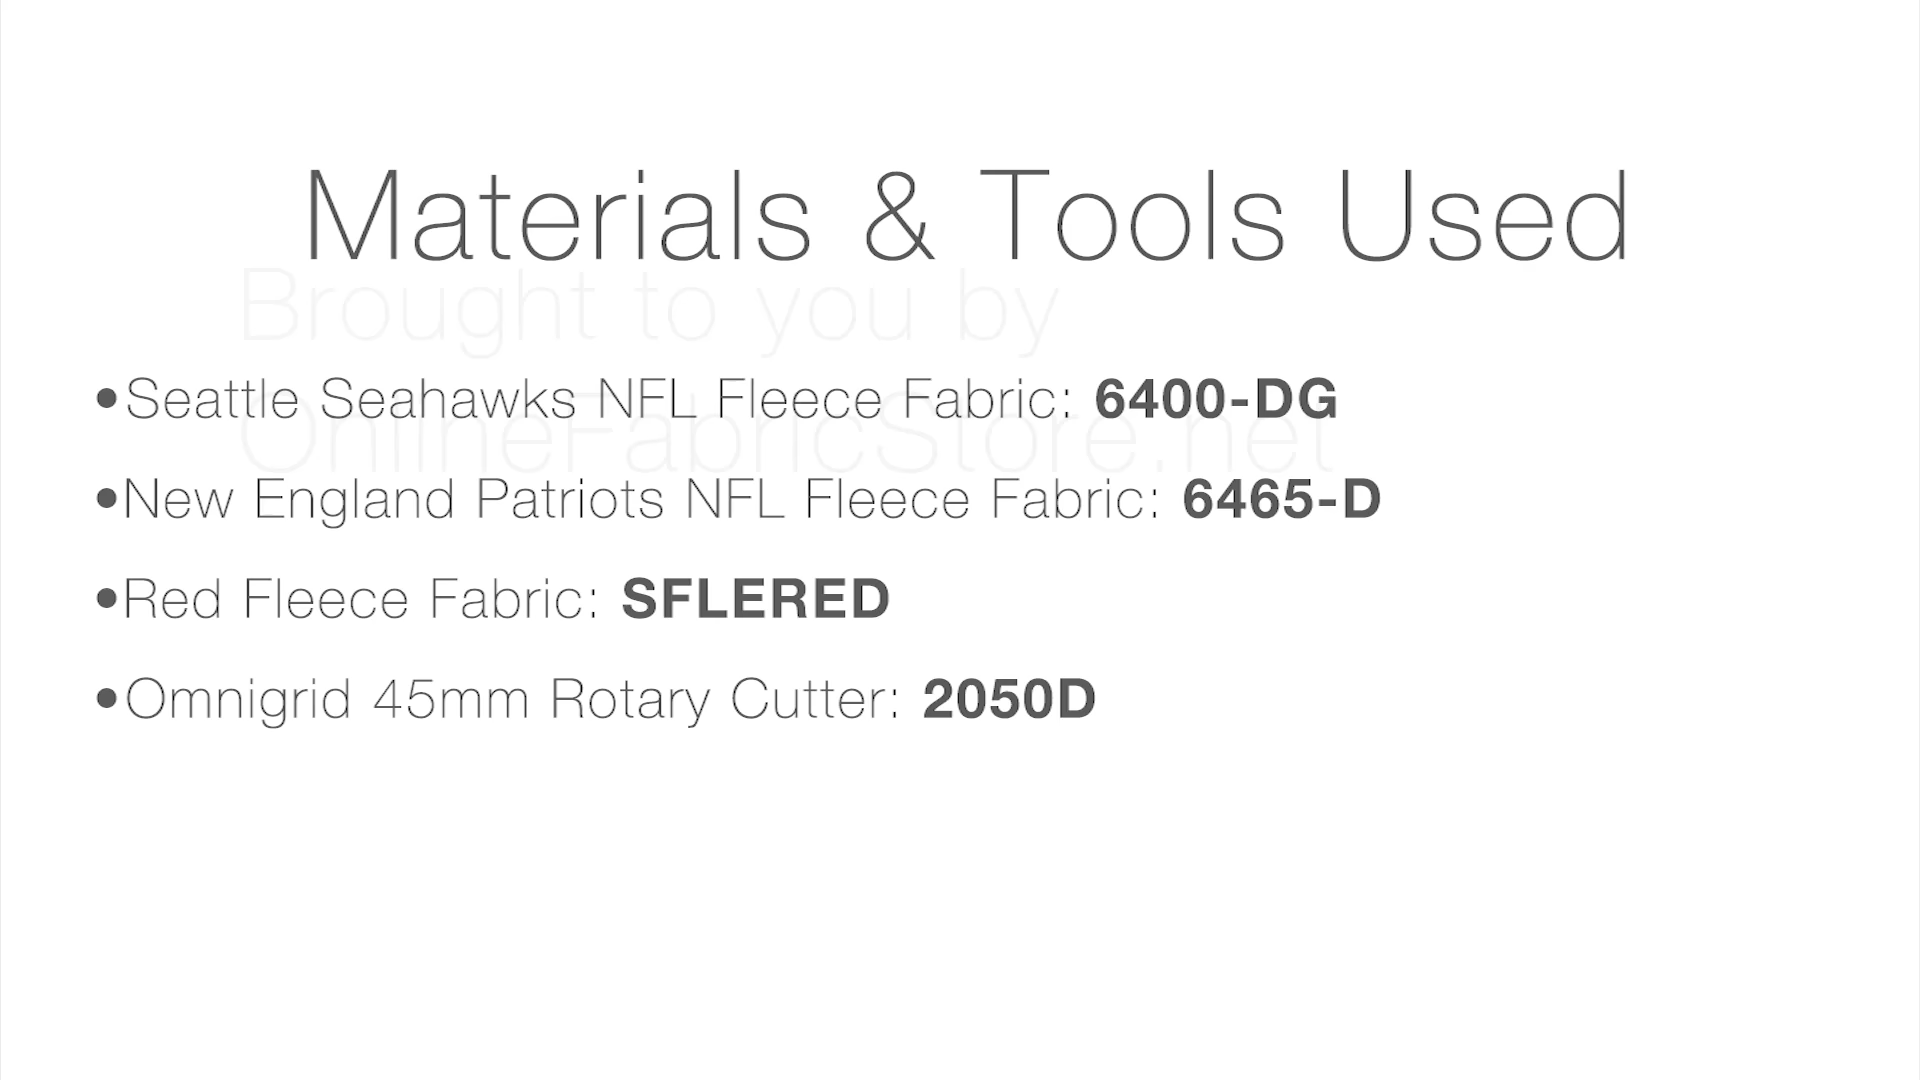 Materials & Tools Used
Brought to you by
•Seattle Seahawks NFL Fleece Fabric: 6400-DG
OnlineFabricStore.net
•New England Patriots NFL Fleece Fabric: 6465-D
•Red Fleece Fabric: SFLERED
•Omnigrid 45mm Rotary Cutter: 2050D